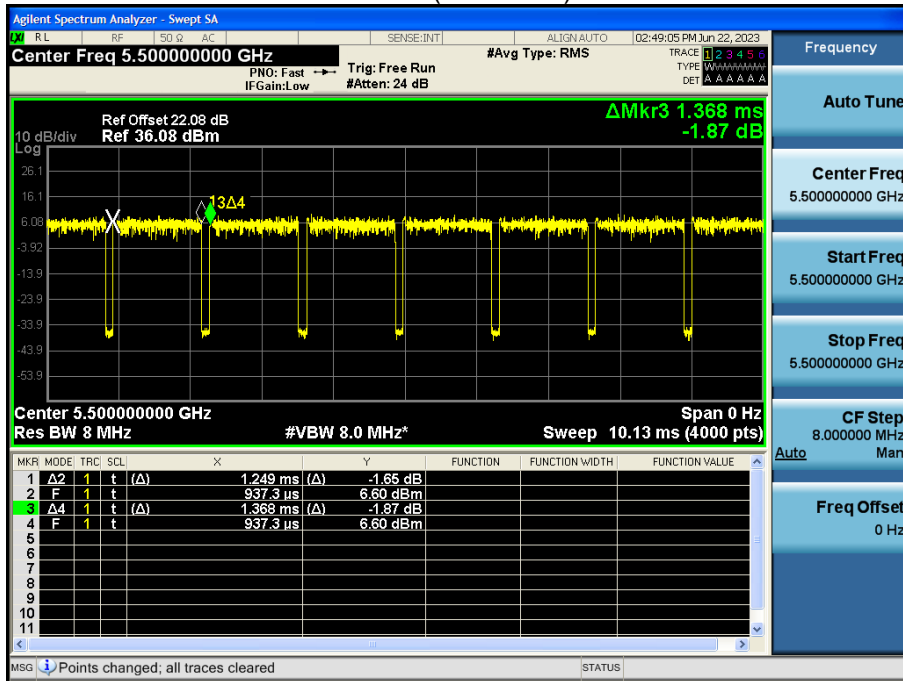 Agilent Spectrum Analyzer - Swept SA
LXI RL RF 50 Ω AC SENSE:INT ALIGN AUTO 02:49:05 PM Jun 22, 2023
Center Freq 5.500000000 GHz
PNO: Fast
IFGain:Low
Trig: Free Run
#Atten: 24 dB
#Avg Type: RMS
TRACE 1 2 3 4 5 6
TYPE WWWWWW
DET A A A A A A
ΔMkr3 1.368 ms
-1.87 dB
Ref Offset 22.08 dB
10 dB/div Ref 36.08 dBm
Log
26.1
16.1
6.08
-3.92
-13.9
-23.9
-33.9
-43.9
-53.9
X
13Δ4
Center 5.500000000 GHz Span 0 Hz
Res BW 8 MHz #VBW 8.0 MHz* Sweep 10.13 ms (4000 pts)
MKR MODE TRC SCL X Y FUNCTION FUNCTION WIDTH FUNCTION VALUE
1 Δ2 1 t (Δ) 1.249 ms (Δ) -1.65 dB
2 F 1 t 937.3 µs 6.60 dBm
3 Δ4 1 t (Δ) 1.368 ms (Δ) -1.87 dB
4 F 1 t 937.3 µs 6.60 dBm
5
6
7
8
9
10
11
MSG Points changed; all traces cleared STATUS
Frequency
Auto Tune
Center Freq
5.500000000 GHz
Start Freq
5.500000000 GHz
Stop Freq
5.500000000 GHz
CF Step
8.000000 MHz
Auto Man
Freq Offset
0 Hz